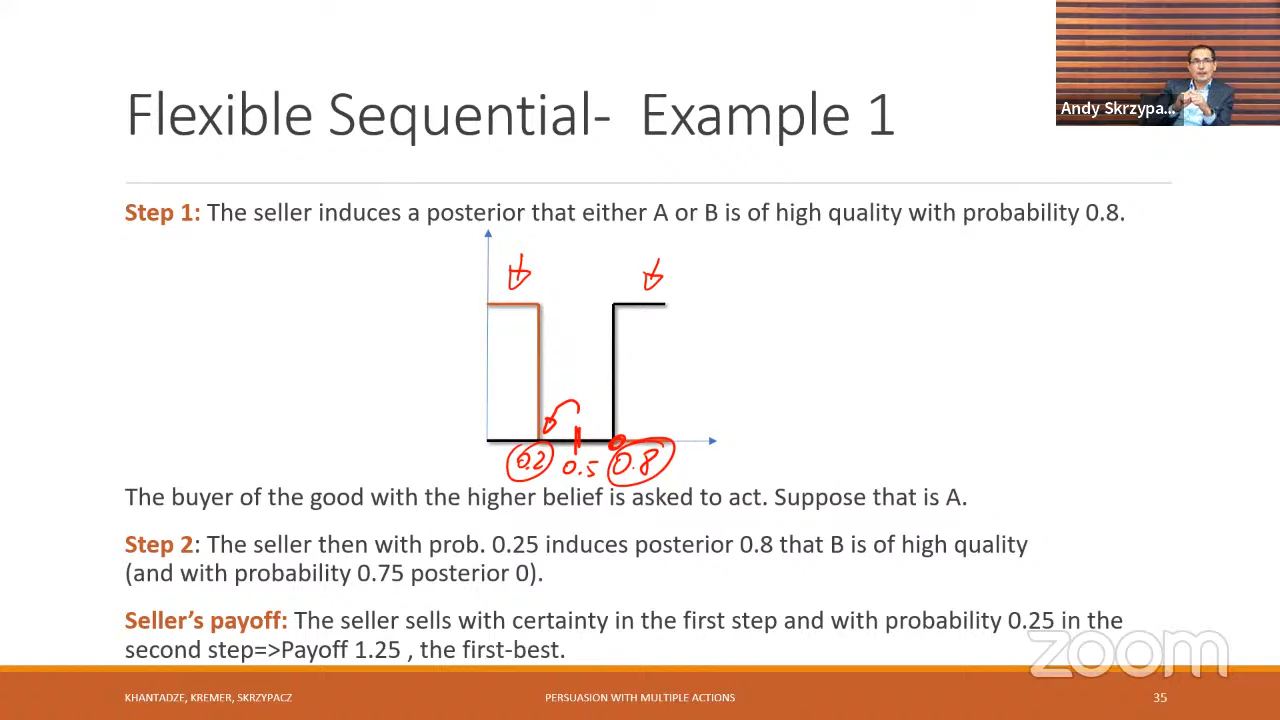 Andy Skrzypa...
Flexible Sequential- Example 1
Step 1: The seller induces a posterior that either A or B is of high quality with probability 0.8.
0.2 0.5 0.8
The buyer of the good with the higher belief is asked to act. Suppose that is A.
Step 2: The seller then with prob. 0.25 induces posterior 0.8 that B is of high quality
(and with probability 0.75 posterior 0).
Seller's payoff: The seller sells with certainty in the first step and with probability 0.25 in the
second step=>Payoff 1.25 , the first-best.
zoom
KHANTADZE, KREMER, SKRZYPACZ
PERSUASION WITH MULTIPLE ACTIONS
35